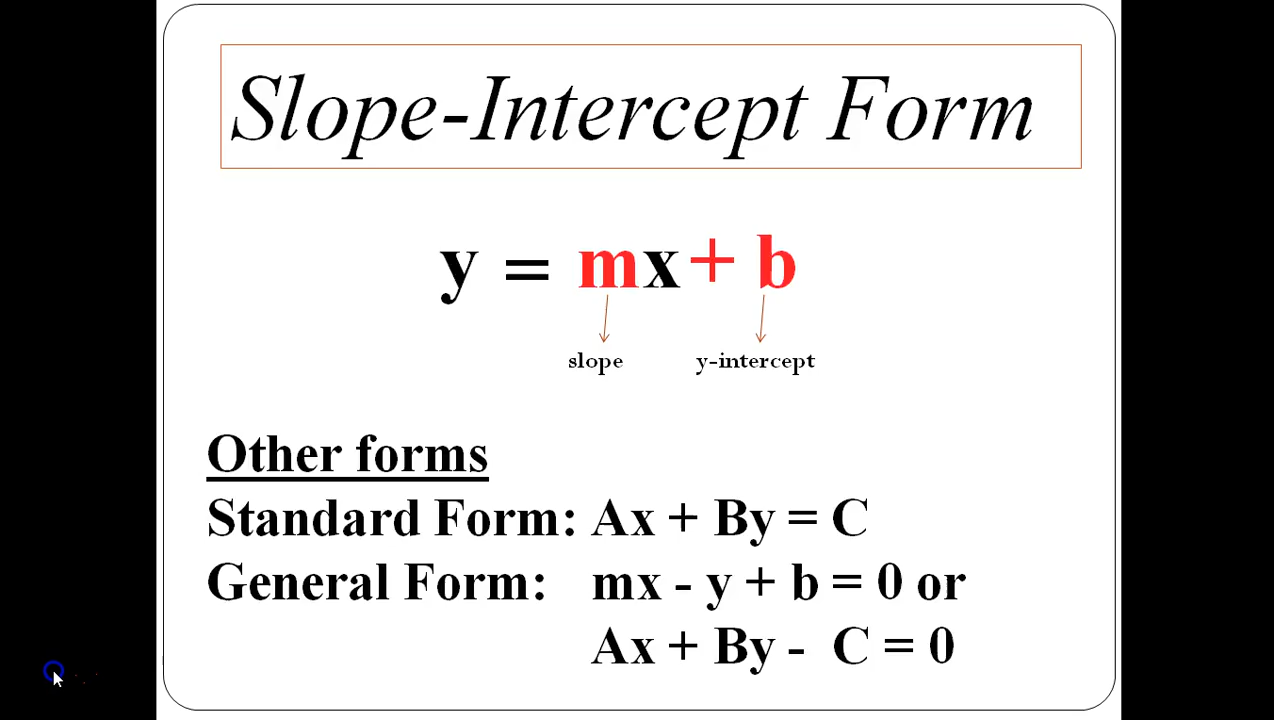 Slope-Intercept Form
y = mx + b
slope y-intercept
Other forms
Standard Form: Ax + By = C
General Form: mx - y + b = 0 or
Ax + By - C = 0